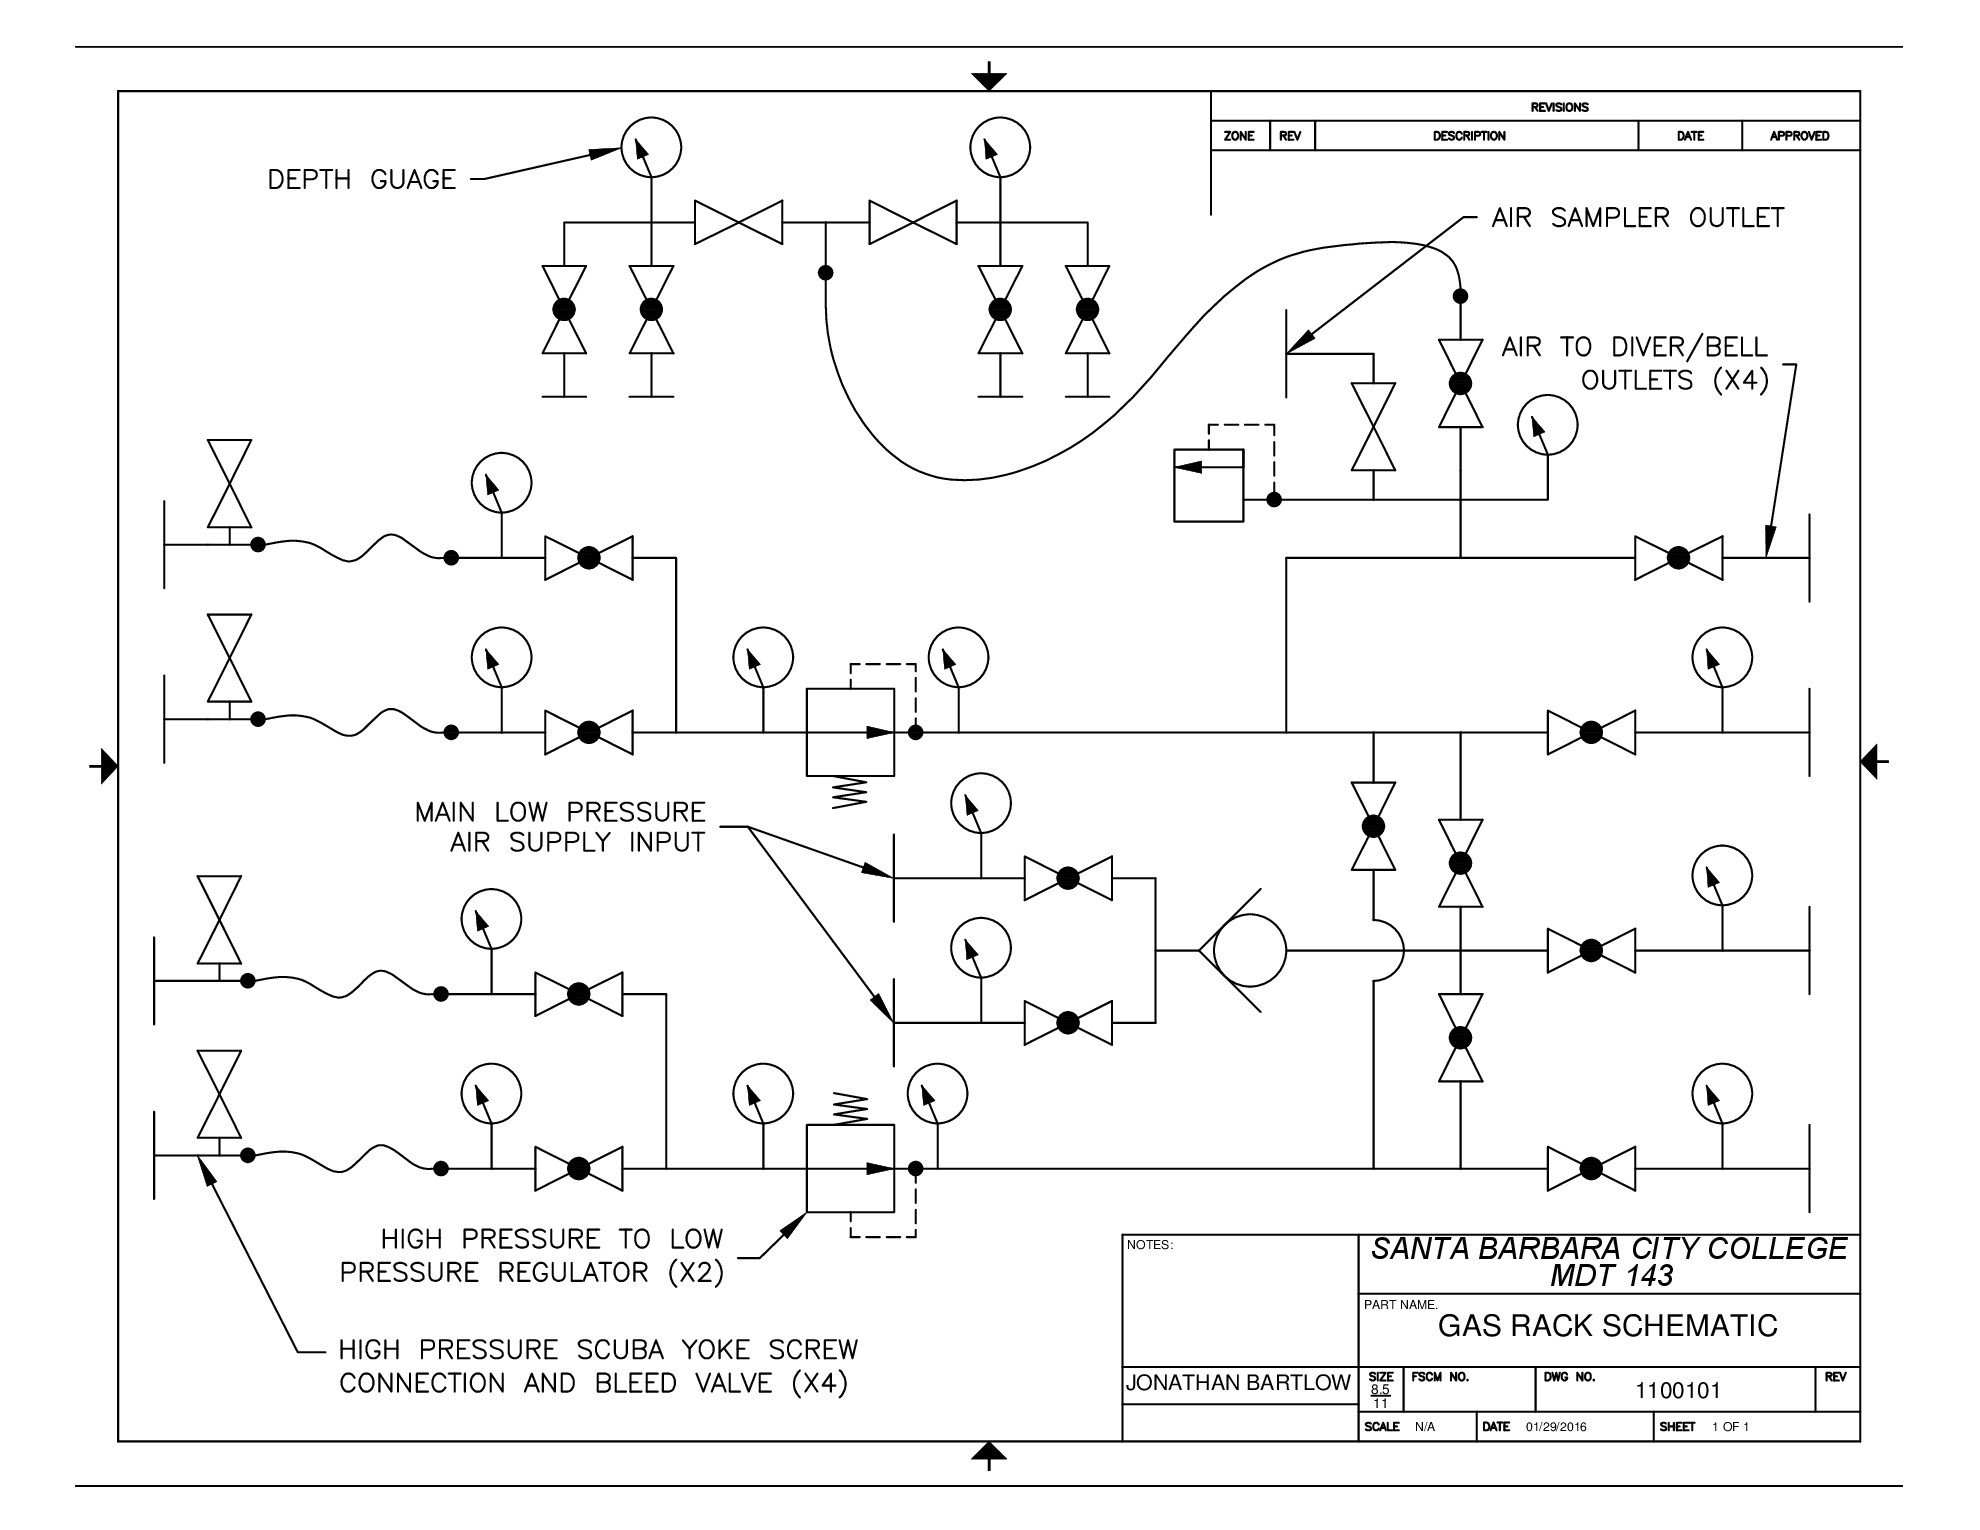 REVISIONS
ZONE REV DESCRIPTION DATE APPROVED
DEPTH GUAGE
AIR SAMPLER OUTLET
AIR TO DIVER/BELL
OUTLETS (X4)
MAIN LOW PRESSURE
AIR SUPPLY INPUT
HIGH PRESSURE TO LOW
PRESSURE REGULATOR (X2)
HIGH PRESSURE SCUBA YOKE SCREW
CONNECTION AND BLEED VALVE (X4)
NOTES:
SANTA BARBARA CITY COLLEGE
MDT 143
PART NAME.
GAS RACK SCHEMATIC
JONATHAN BARTLOW
SIZE
8.5
11
FSCM NO.
DWG NO.
1100101
REV
SCALE N/A
DATE 01/29/2016
SHEET 1 OF 1